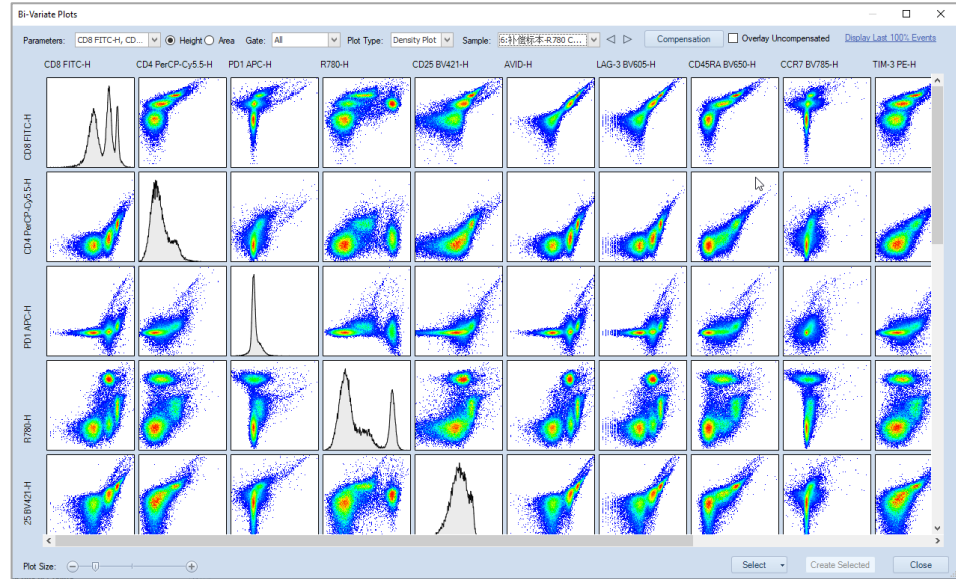 Bi-Variate Plots
Parameters: CD8 FITC-H, CD... Height Area Gate: All Plot Type: Density Plot Sample: 6:补偿标本-R780 C... Compensation Overlay Uncompensated Display Last 100% Events
CD8 FITC-H CD4 PerCP-Cy5.5-H PD1 APC-H R780-H CD25 BV421-H AVID-H LAG-3 BV605-H CD45RA BV650-H CCR7 BV785-H TIM-3 PE-H
CD8 FITC-H
CD4 PerCP-Cy5.5-H
PD1 APC-H
R780-H
25 BV421-H
Plot Size: Select Create Selected Close